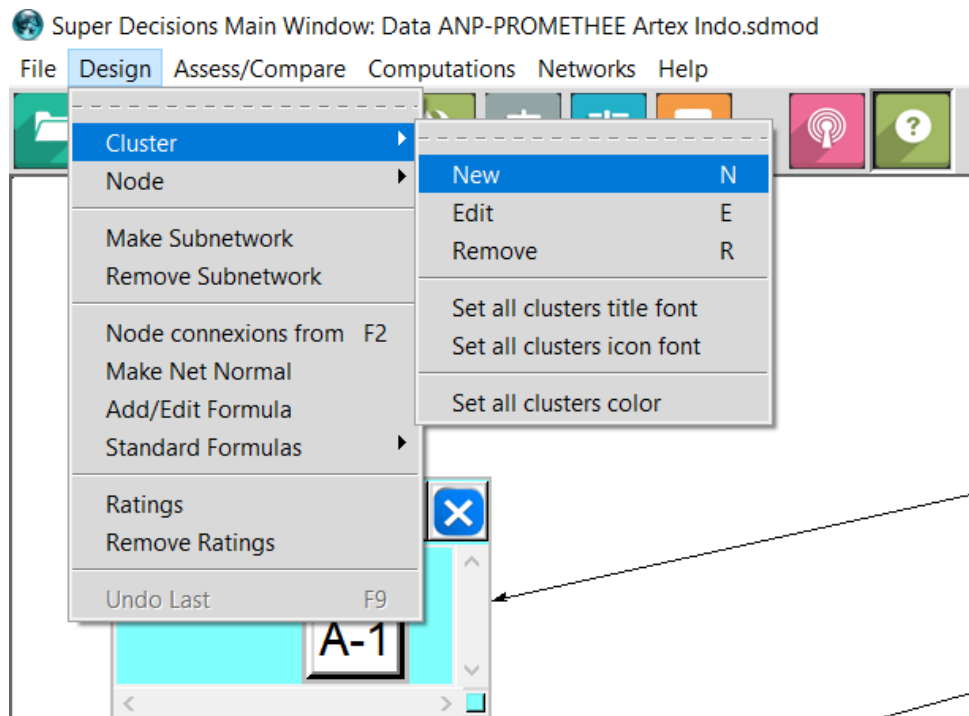 Super Decisions Main Window: Data ANP-PROMETHEE Artex Indo.sdmod
File Design Assess/Compare Computations Networks Help
Cluster
Node
Make Subnetwork
Remove Subnetwork
Node connexions from F2
Make Net Normal
Add/Edit Formula
Standard Formulas
Ratings
Remove Ratings
Undo Last F9
New N
Edit E
Remove R
Set all clusters title font
Set all clusters icon font
Set all clusters color
?
A-1